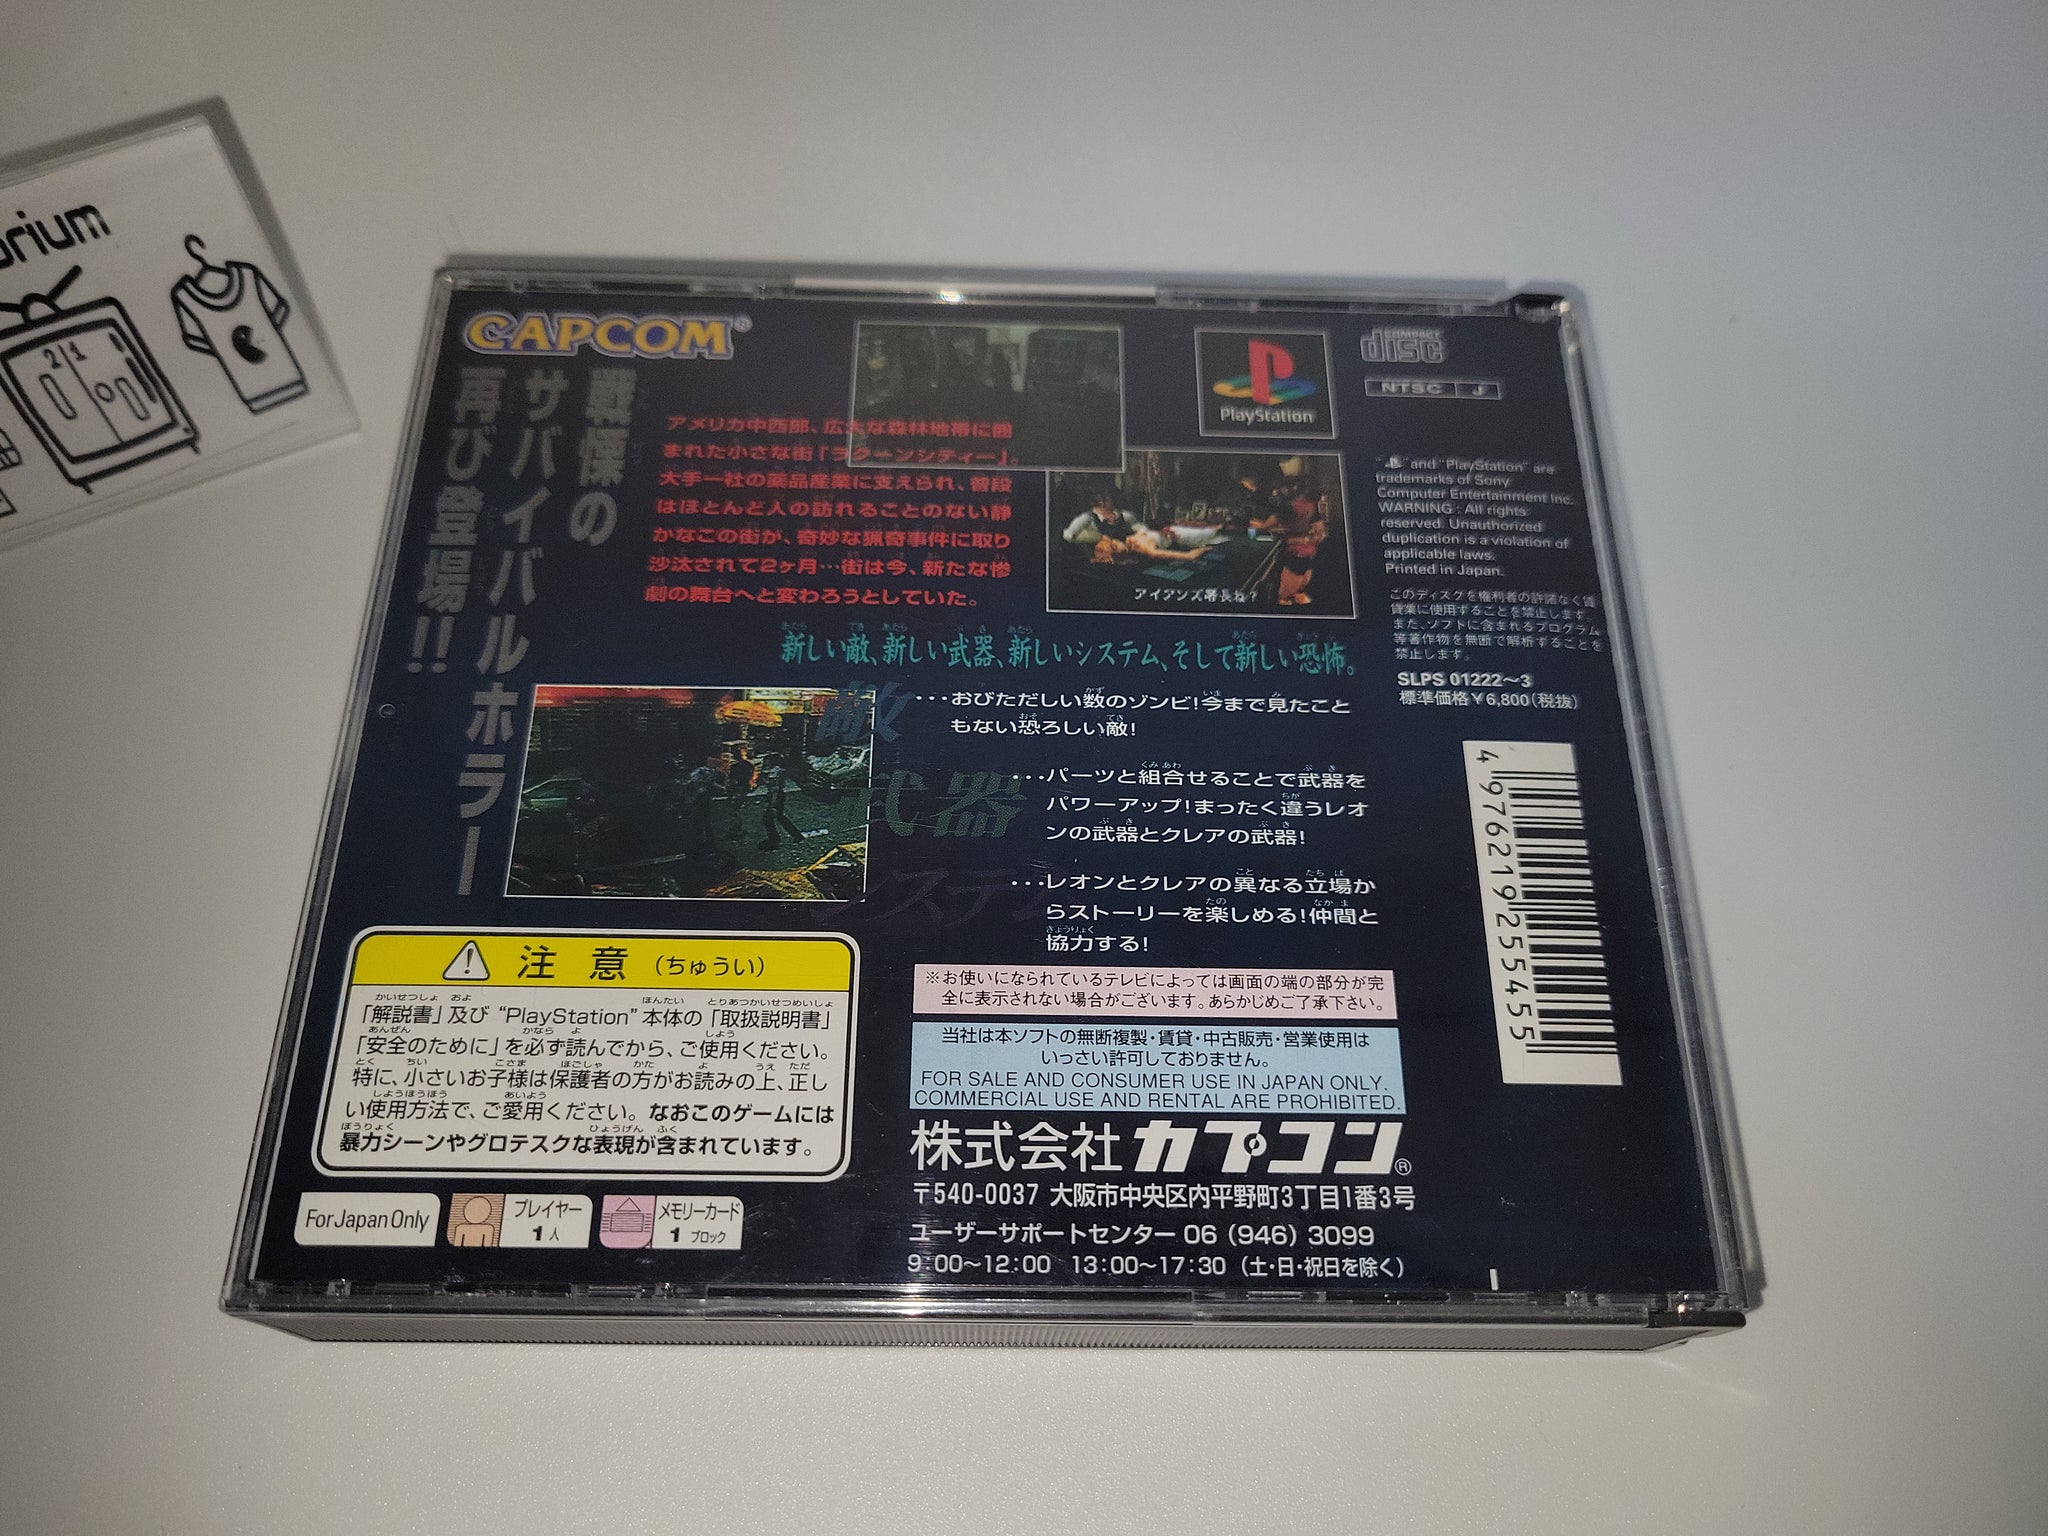 orium
21
CAPCOM®
戦慄の
サバイバルホラー
再び登場!!
アメリカ中西部、広大な森林地帯に囲
まれた小さな街「ラクーンシティー」。
大手一社の薬品産業に支えられ、普段
はほとんど人の訪れることのない静
かなこの街が、奇妙な猟奇事件に取り
沙汰されて2ヶ月…街は今、新たな惨
劇の舞台へと変わろうとしていた。
PlayStation
COMPACT
disc
NTSC J
アイアンズ署長ね?
"PS" and "PlayStation" are
trademarks of Sony
Computer Entertainment Inc.
WARNING : All rights
reserved. Unauthorized
duplication is a violation of
applicable laws.
Printed in Japan.
このディスクを権利者の許諾なく賃
貸業に使用することを禁止します。
また、ソフトに含まれるプログラム
等著作物を無断で解析することを
禁止します。
SLPS 01222〜3
標準価格¥6,800(税抜)
4 976219 255455
新しい敵、新しい武器、新しいシステム、そして新しい恐怖。
敵
…おびただしい数のゾンビ!今まで見たこと
もない恐ろしい敵!
武器
…パーツと組合せることで武器を
パワーアップ!まったく違うレオ
ンの武器とクレアの武器!
システム
…レオンとクレアの異なる立場か
らストーリーを楽しめる!仲間と
協力する!
※お使いになられているテレビによっては画面の端の部分が完
全に表示されない場合がございます。あらかじめご了承下さい。
当社は本ソフトの無断複製・賃貸・中古販売・営業使用は
いっさい許可しておりません。
FOR SALE AND CONSUMER USE IN JAPAN ONLY.
COMMERCIAL USE AND RENTAL ARE PROHIBITED.
株式会社カプコン®
〒540-0037 大阪市中央区内平野町3丁目1番3号
ユーザーサポートセンター 06(946)3099
9:00〜12:00 13:00〜17:30(土・日・祝日を除く)
注意(ちゅうい)
「解説書」及び“PlayStation”本体の「取扱説明書」
「安全のために」を必ず読んでから、ご使用ください。
特に、小さいお子様は保護者の方がお読みの上、正し
い使用方法で、ご愛用ください。なおこのゲームには
暴力シーンやグロテスクな表現が含まれています。
For Japan Only
プレイヤー
1人
メモリーカード
1ブロック